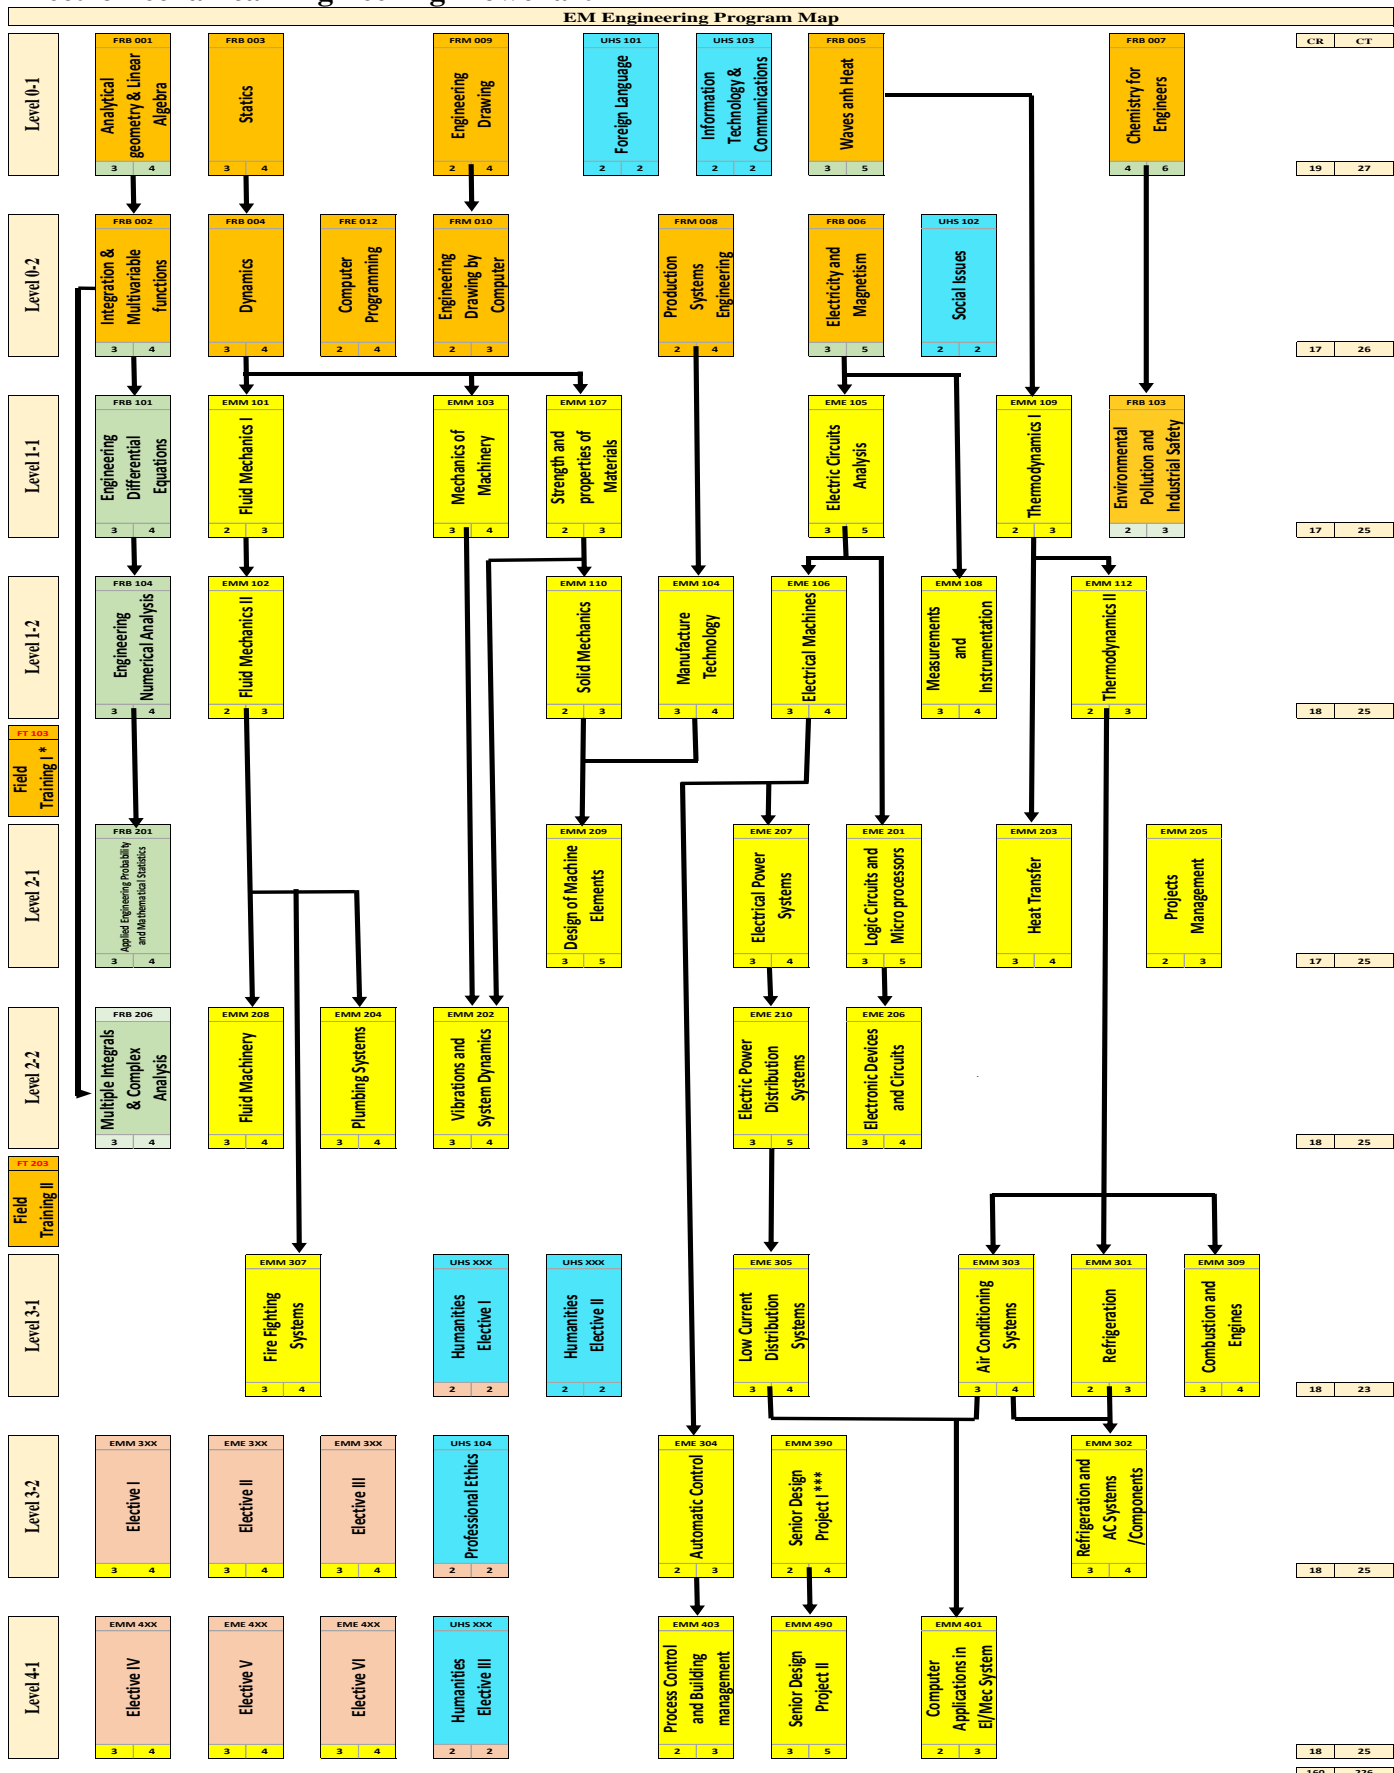 EM Engineering Program Map
Level 0-1
FRB 001
Analytical
geometry & Linear
Algebra
3 4
FRB 003
Statics
3 4
FRM 009
Engineering
Drawing
2 4
UHS 101
Foreign Language
2 2
UHS 103
Information
Technology &
Communications
2 2
FRB 005
Waves anh Heat
3 5
FRB 007
Chemistry for
Engineers
4 6
CR CT
19 27
Level 0-2
FRB 002
Integration &
Multivariable
functions
3 4
FRB 004
Dynamics
3 4
FRE 012
Computer
Programming
2 4
FRM 010
Engineering
Drawing by
Computer
2 3
FRM 008
Production
Systems
Engineering
2 4
FRB 006
Electricity and
Magnetism
3 5
UHS 102
Social Issues
2 2
17 26
Level 1-1
FRB 101
Engineering
Differential
Equations
3 4
EMM 101
Fluid Mechanics I
2 3
EMM 103
Mechanics of
Machinery
3 4
EMM 107
Strength and
properties of
Materials
2 3
EME 105
Electric Circuits
Analysis
3 5
EMM 109
Thermodynamics I
2 3
FRB 103
Environmental
Pollution and
Industrial Safety
2 3
17 25
Level 1-2
FRB 104
Engineering
Numerical Analysis
3 4
EMM 102
Fluid Mechanics II
2 3
EMM 110
Solid Mechanics
2 3
EMM 104
Manufacture
Technology
3 4
EME 106
Electrical Machines
3 4
EMM 108
Measurements
and
Instrumentation
3 4
EMM 112
Thermodynamics II
2 3
18 25
FT 103
Field
Training I *
Level 2-1
FRB 201
Applied Engineering Probability
and Mathematical Statistics
3 4
EMM 209
Design of Machine
Elements
3 5
EME 207
Electrical Power
Systems
3 4
EME 201
Logic Circuits and
Micro processors
3 5
EMM 203
Heat Transfer
3 4
EMM 205
Projects
Management
2 3
17 25
Level 2-2
FRB 206
Multiple Integrals
& Complex
Analysis
3 4
EMM 208
Fluid Machinery
3 4
EMM 204
Plumbing Systems
3 4
EMM 202
Vibrations and
System Dynamics
3 4
EME 210
Electric Power
Distribution
Systems
3 5
EME 206
Electronic Devices
and Circuits
3 4
18 25
FT 203
Field
Training II
Level 3-1
EMM 307
Fire Fighting
Systems
3 4
UHS XXX
Humanities
Elective I
2 2
UHS XXX
Humanities
Elective II
2 2
EME 305
Low Current
Distribution
Systems
3 4
EMM 303
Air Conditioning
Systems
3 4
EMM 301
Refrigeration
2 3
EMM 309
Combustion and
Engines
3 4
18 23
Level 3-2
EMM 3XX
Elective I
3 4
EME 3XX
Elective II
3 4
EMM 3XX
Elective III
3 4
UHS 104
Professional Ethics
2 2
EME 304
Automatic Control
2 3
EMM 390
Senior Design
Project I ***
2 4
EMM 302
Refrigeration and
AC Systems
/Components
3 4
18 25
Level 4-1
EMM 4XX
Elective IV
3 4
EME 4XX
Elective V
3 4
EME 4XX
Elective VI
3 4
UHS XXX
Humanities
Elective III
2 2
EMM 403
Process Control
and Building
management
2 3
EMM 490
Senior Design
Project II
3 5
EMM 401
Computer
Applications in
El/Mec System
2 3
18 25
160 226